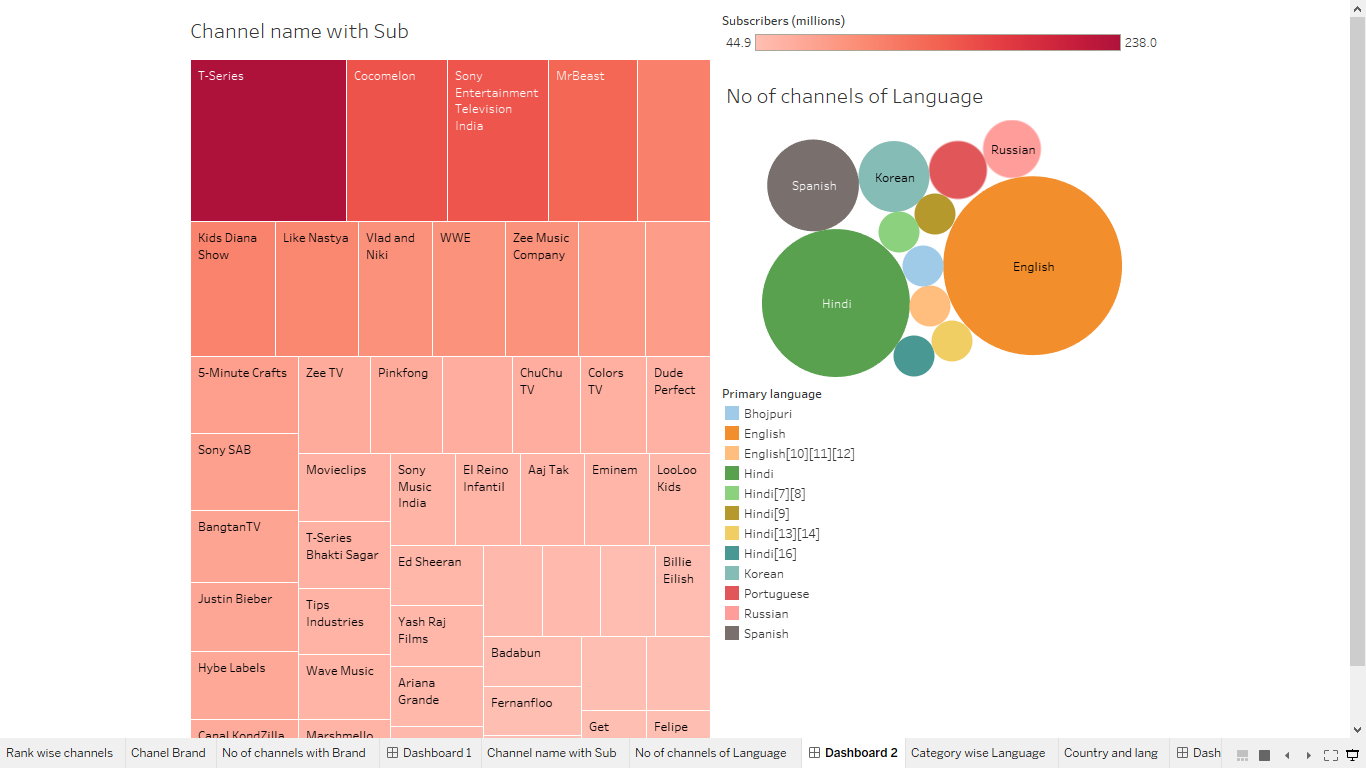 Channel name with Sub
T-Series
Cocomelon
Sony
Entertainment
Television
India
MrBeast
Kids Diana
Show
Like Nastya
Vlad and
Niki
WWE
Zee Music
Company
5-Minute Crafts
Zee TV
Pinkfong
ChuChu
TV
Colors
TV
Dude
Perfect
Sony SAB
Movieclips
Sony
Music
India
El Reino
Infantil
Aaj Tak
Eminem
LooLoo
Kids
BangtanTV
T-Series
Bhakti Sagar
Ed Sheeran
Billie
Eilish
Justin Bieber
Tips
Industries
Yash Raj
Films
Badabun
Hybe Labels
Wave Music
Ariana
Grande
Fernanfloo
Get
Felipe
Canal KondZilla
Marshmello
Subscribers (millions)
44.9
238.0
No of channels of Language
Russian
Korean
Spanish
English
Hindi
Primary language
Bhojpuri
English
English[10][11][12]
Hindi
Hindi[7][8]
Hindi[9]
Hindi[13][14]
Hindi[16]
Korean
Portuguese
Russian
Spanish
Rank wise channels
Chanel Brand
No of channels with Brand
Dashboard 1
Channel name with Sub
No of channels of Language
Dashboard 2
Category wise Language
Country and lang
Dash